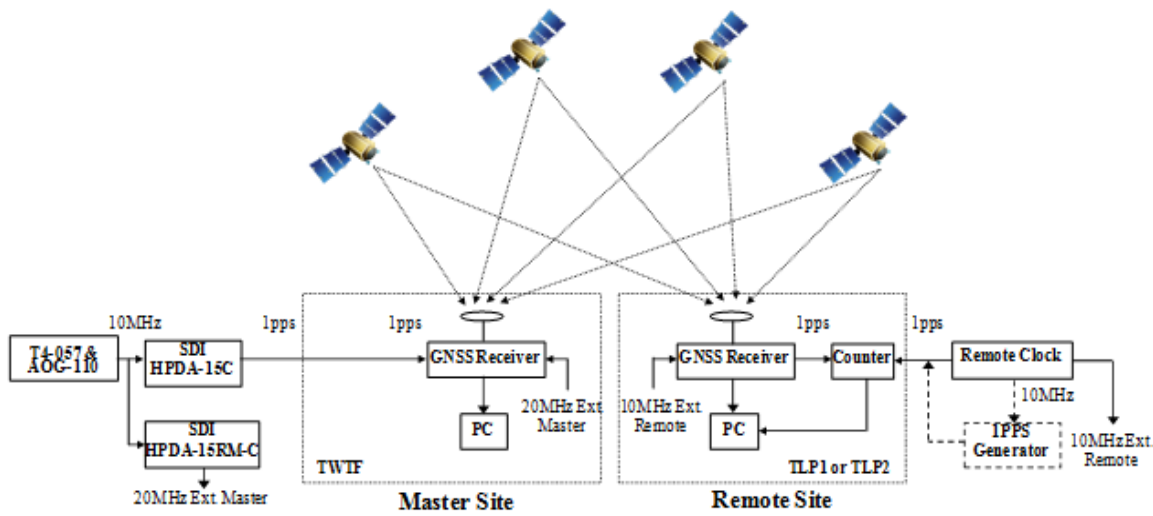 10MHz
1pps
1pps
1pps
1pps
T4-057 &
AOG-110
SDI
HPDA-15C
GNSS Receiver
GNSS Receiver
Counter
Remote Clock
20MHz Ext.
Master
10MHz Ext.
Remote
10MHz
SDI
HPDA-15RM-C
PC
PC
1PPS
Generator
10MHz Ext.
Remote
TWTF
TLP1 or TLP2
20MHz Ext. Master
Master Site
Remote Site